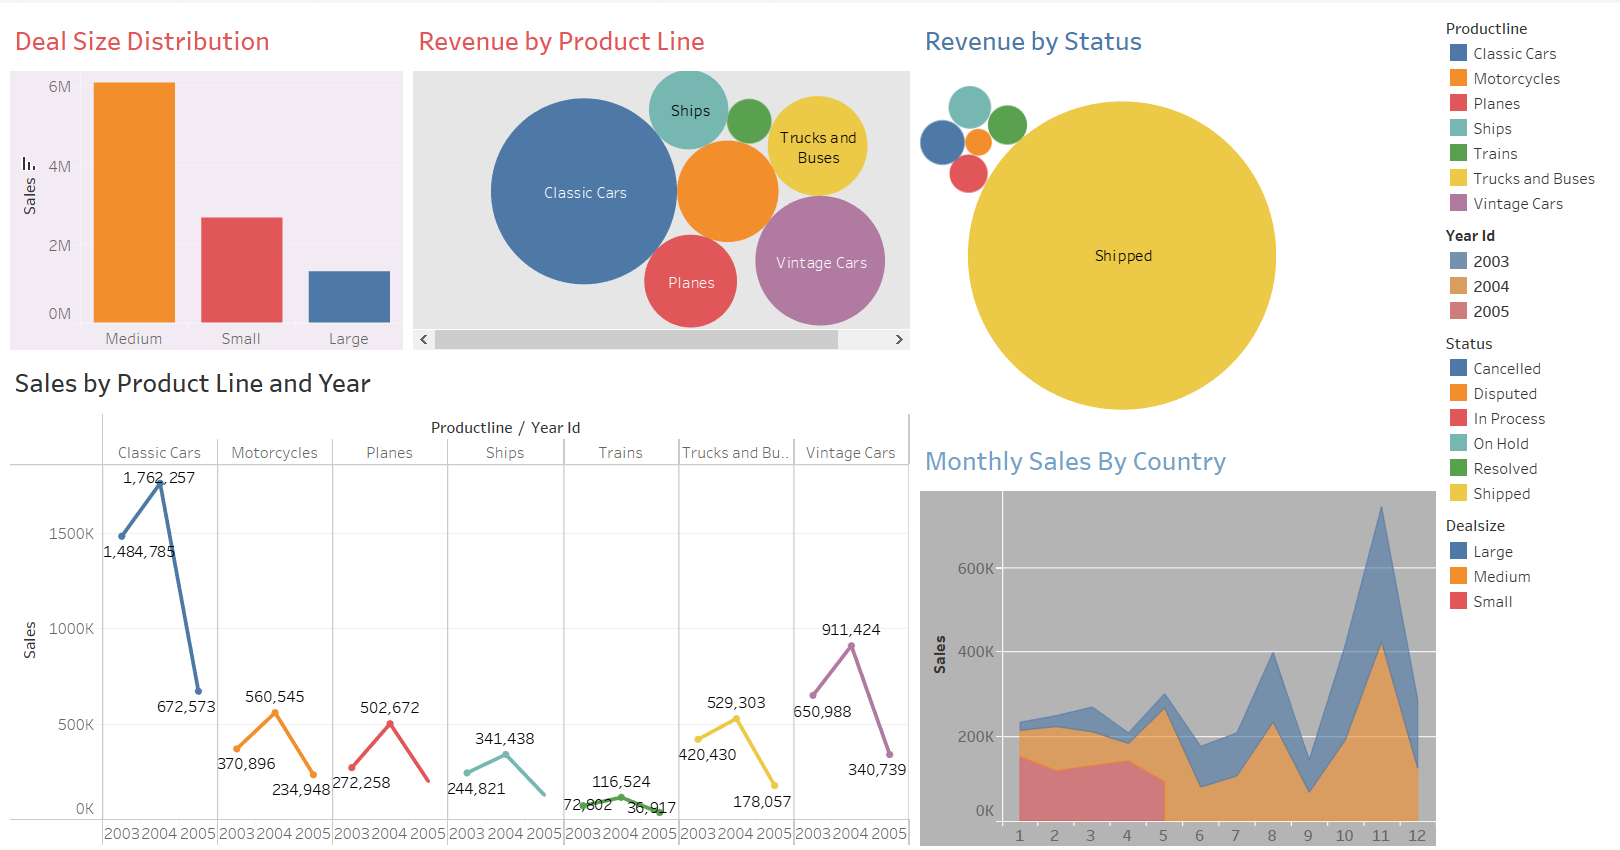 Deal Size Distribution
6M
4M
2M
0M
Sales
Medium Small Large
Revenue by Product Line
Ships
Trucks and
Buses
Classic Cars
Vintage Cars
Planes
Revenue by Status
Shipped
Productline
Classic Cars
Motorcycles
Planes
Ships
Trains
Trucks and Buses
Vintage Cars
Year Id
2003
2004
2005
Status
Cancelled
Disputed
In Process
On Hold
Resolved
Shipped
Dealsize
Large
Medium
Small
Sales by Product Line and Year
Productline / Year Id
Classic Cars Motorcycles Planes Ships Trains Trucks and Bu.. Vintage Cars
1500K
1000K
500K
0K
Sales
1,762,257
1,484,785
672,573
560,545
370,896
234,948
502,672
272,258
341,438
244,821
116,524
72,802
36,917
529,303
420,430
178,057
911,424
650,988
340,739
2003 2004 2005 2003 2004 2005 2003 2004 2005 2003 2004 2005 2003 2004 2005 2003 2004 2005 2003 2004 2005
Monthly Sales By Country
600K
400K
200K
0K
Sales
1 2 3 4 5 6 7 8 9 10 11 12